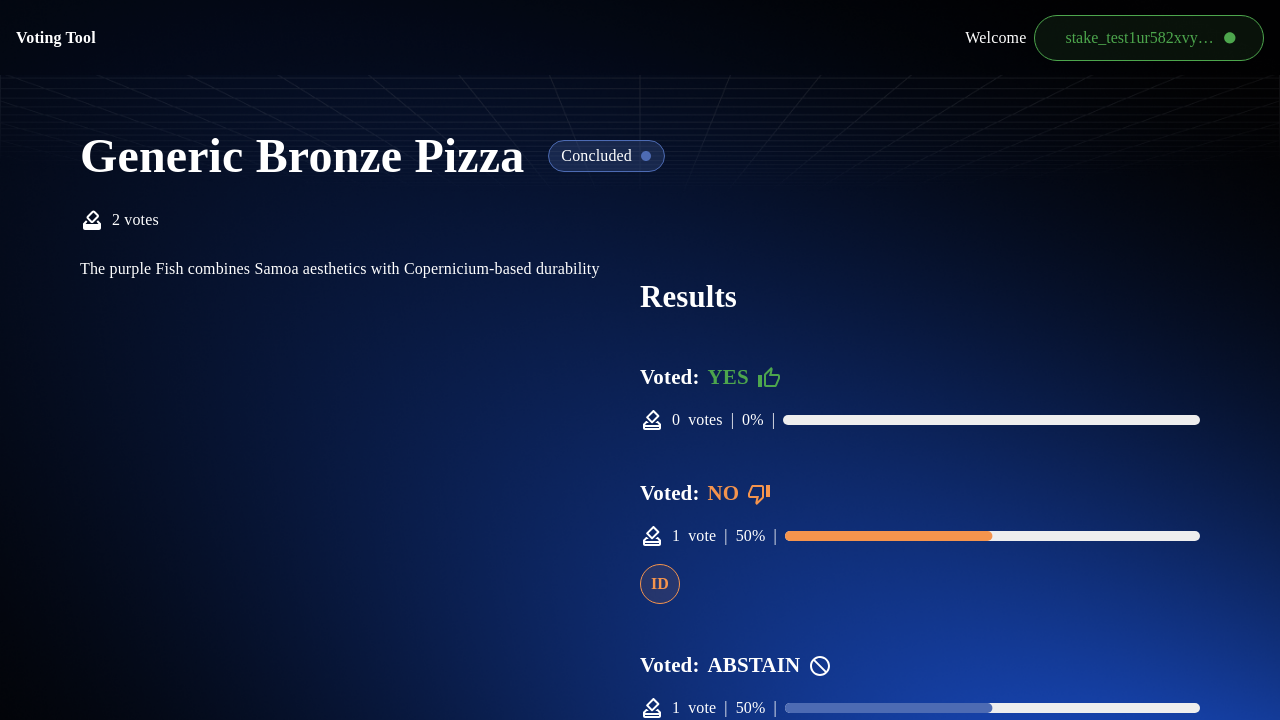 Voting Tool
Welcome
stake_test1ur582xvy…
Generic Bronze Pizza
Concluded
2 votes
The purple Fish combines Samoa aesthetics with Copernicium-based durability
Results
Voted: YES
0 votes | 0% |
Voted: NO
1 vote | 50% |
ID
Voted: ABSTAIN
1 vote | 50% |